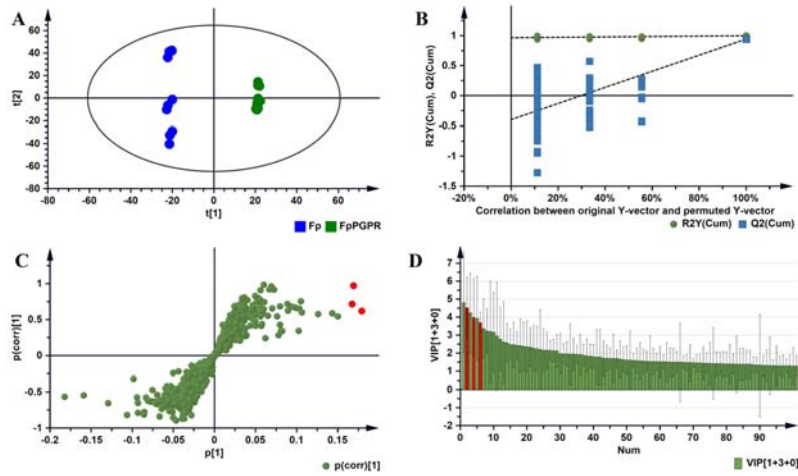 A
80
60
40
20
0
-20
-40
-60
-80
t[2]
-80 -60 -40 -20 0 20 40 60 80
t[1]
Fp FpPGPR
B
1.5
1
0.5
0
-0.5
-1
-1.5
R2Y(Cum), Q2(Cum)
-20% 0% 20% 40% 60% 80% 100%
Correlation between original Y-vector and permuted Y-vector
R2Y(Cum) Q2(Cum)
C
1
0.5
0
-0.5
-1
p(corr)[1]
-0.2 -0.15 -0.1 -0.05 0 0.05 0.1 0.15 0.2
p[1]
p(corr)[1]
D
7
6
5
4
3
2
1
0
-1
-2
VIP[1+3+0]
0 10 20 30 40 50 60 70 80 90
Num
VIP[1+3+0]